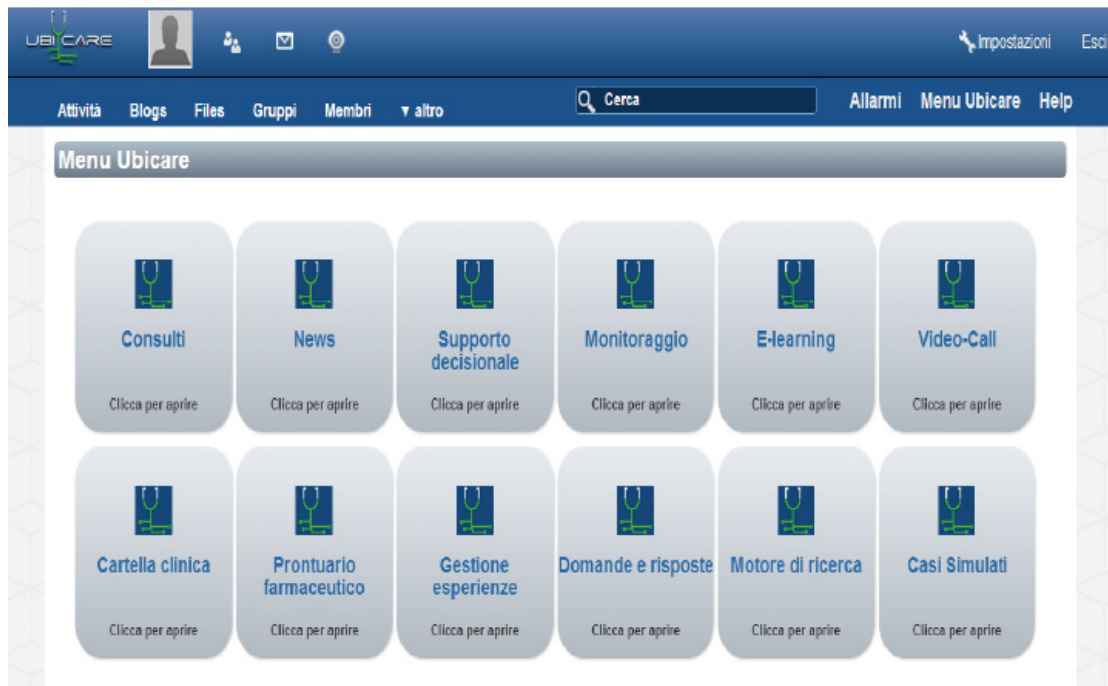 UBICARE
Impostazioni Esci
Attività Blogs Files Gruppi Membri ▼ altro Cerca Allarmi Menu Ubicare Help
Menu Ubicare
Consulti News Supporto decisionale Monitoraggio E-learning Video-Call
Clicca per aprire Clicca per aprire Clicca per aprire Clicca per aprire Clicca per aprire Clicca per aprire
Cartella clinica Prontuario farmaceutico Gestione esperienze Domande e risposte Motore di ricerca Casi Simulati
Clicca per aprire Clicca per aprire Clicca per aprire Clicca per aprire Clicca per aprire Clicca per aprire